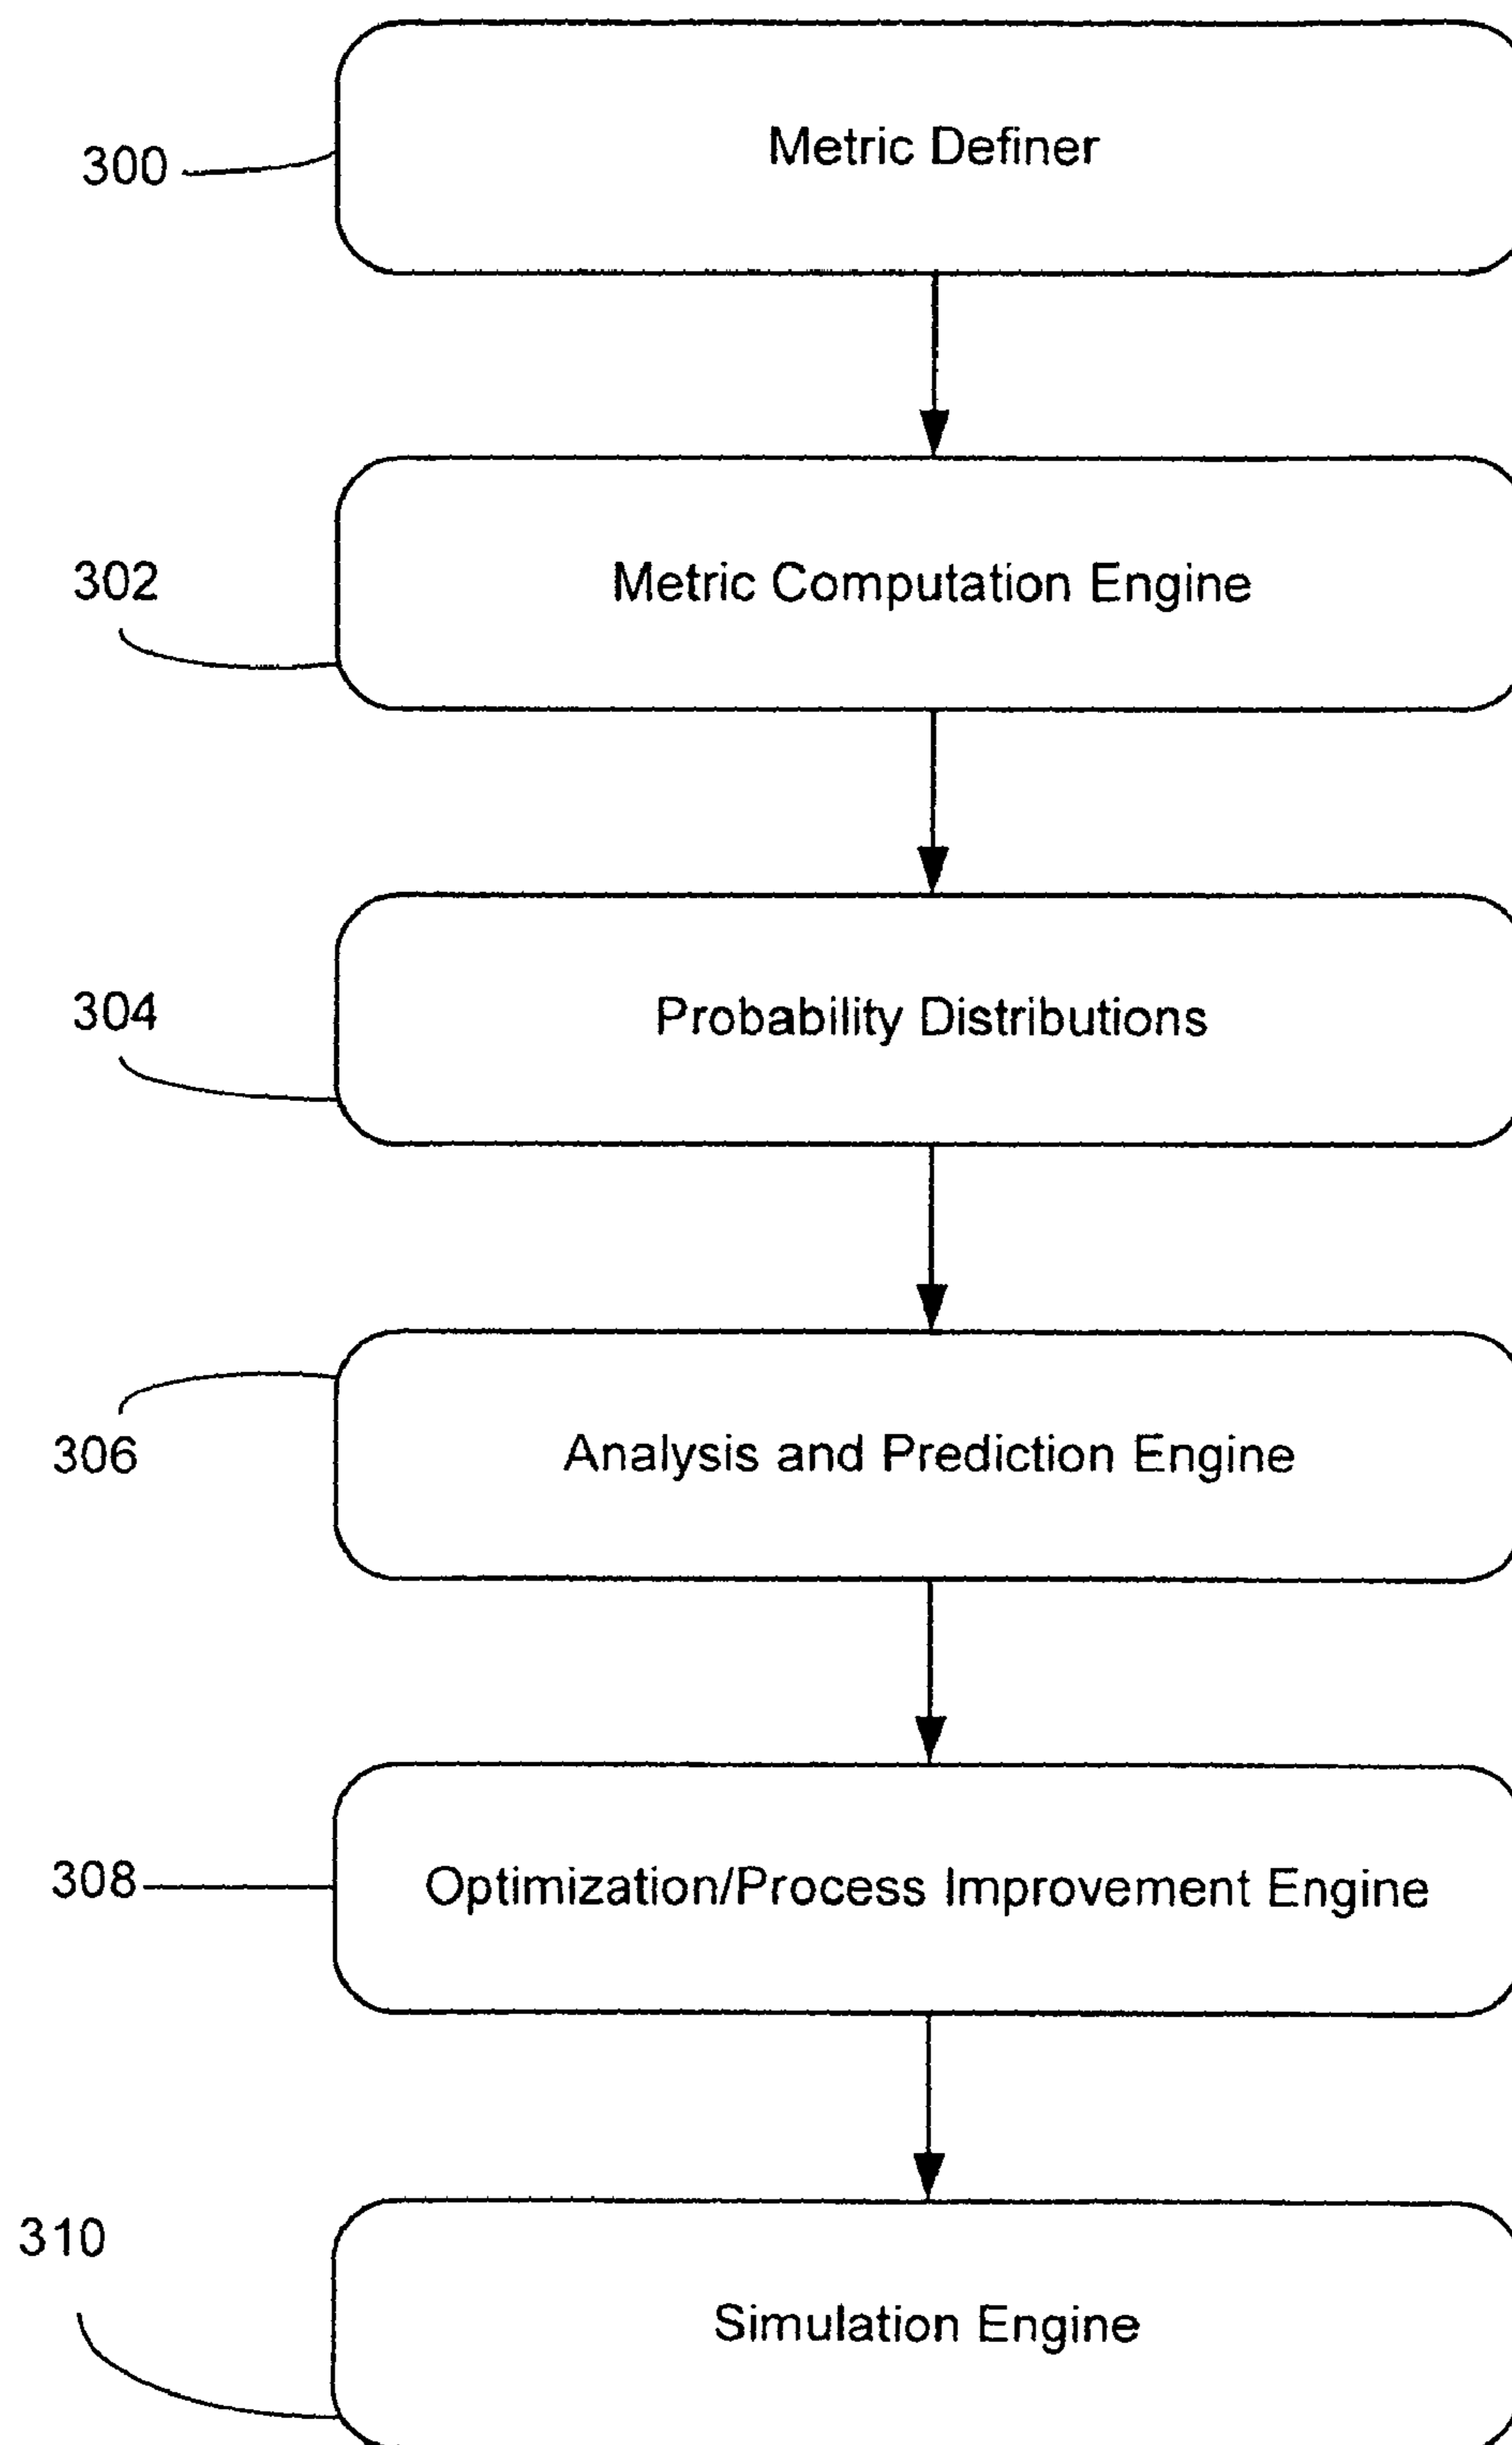 300
Metric Definer
302
Metric Computation Engine
304
Probability Distributions
306
Analysis and Prediction Engine
308
Optimization/Process Improvement Engine
310
Simulation Engine